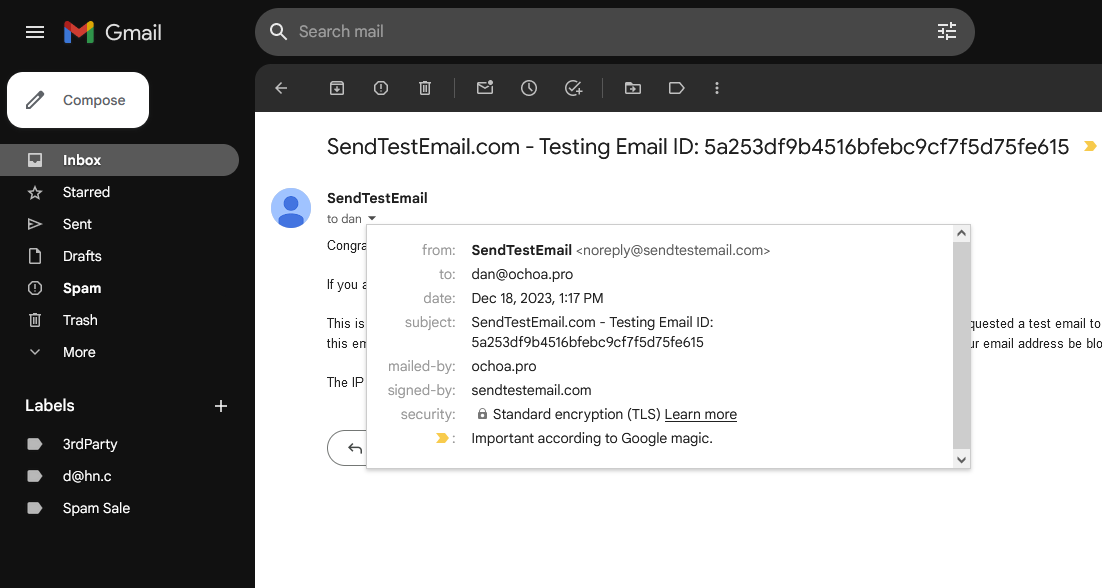 Gmail
Search mail
Compose
Inbox
Starred
Sent
Drafts
Spam
Trash
More
Labels
3rdParty
d@hn.c
Spam Sale
SendTestEmail.com - Testing Email ID: 5a253df9b4516bfebc9cf7f5d75fe615
SendTestEmail
to dan
Congra
If you a
This is
quested a test email to
this em
ur email address be blo
The IP
from: SendTestEmail <noreply@sendtestemail.com>
to: dan@ochoa.pro
date: Dec 18, 2023, 1:17 PM
subject: SendTestEmail.com - Testing Email ID:
5a253df9b4516bfebc9cf7f5d75fe615
mailed-by: ochoa.pro
signed-by: sendtestemail.com
security: Standard encryption (TLS) Learn more
: Important according to Google magic.